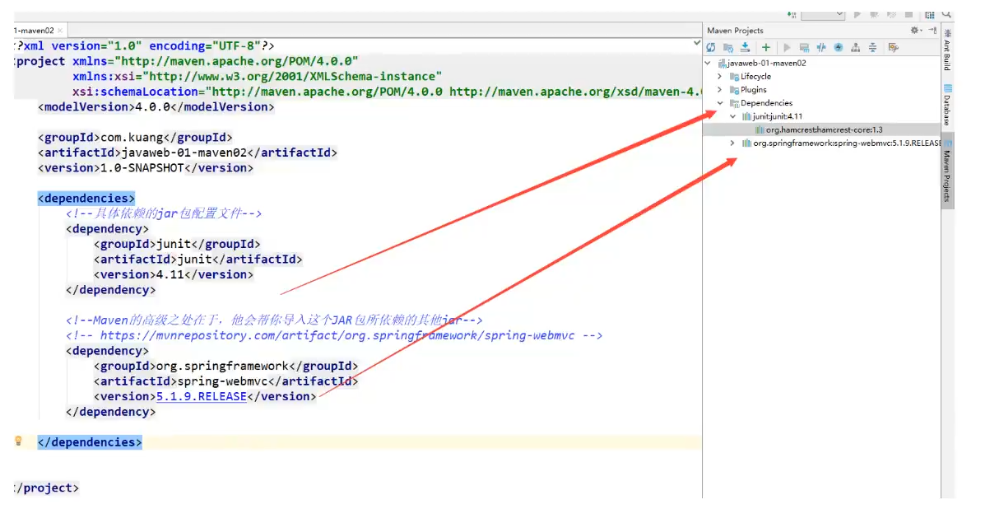 1-maven02 ×
?xml version="1.0" encoding="UTF-8"?>
project xmlns="http://maven.apache.org/POM/4.0.0"
xmlns:xsi="http://www.w3.org/2001/XMLSchema-instance"
xsi:schemaLocation="http://maven.apache.org/POM/4.0.0 http://maven.apache.org/xsd/maven-4.0
<modelVersion>4.0.0</modelVersion>
<groupId>com.kuang</groupId>
<artifactId>javaweb-01-maven02</artifactId>
<version>1.0-SNAPSHOT</version>
<dependencies>
<!--具体依赖的jar包配置文件-->
<dependency>
<groupId>junit</groupId>
<artifactId>junit</artifactId>
<version>4.11</version>
</dependency>
<!--Maven的高级之处在于，他会帮你导入这个JAR包所依赖的其他jar-->
<!-- https://mvnrepository.com/artifact/org.springframework/spring-webmvc -->
<dependency>
<groupId>org.springframework</groupId>
<artifactId>spring-webmvc</artifactId>
<version>5.1.9.RELEASE</version>
</dependency>
</dependencies>
/project>
Maven Projects
javaweb-01-maven02
Lifecycle
Plugins
Dependencies
junit:junit:4.11
org.hamcrest:hamcrest-core:1.3
org.springframework:spring-webmvc:5.1.9.RELEASE
Ant Build
Database
Maven Projects